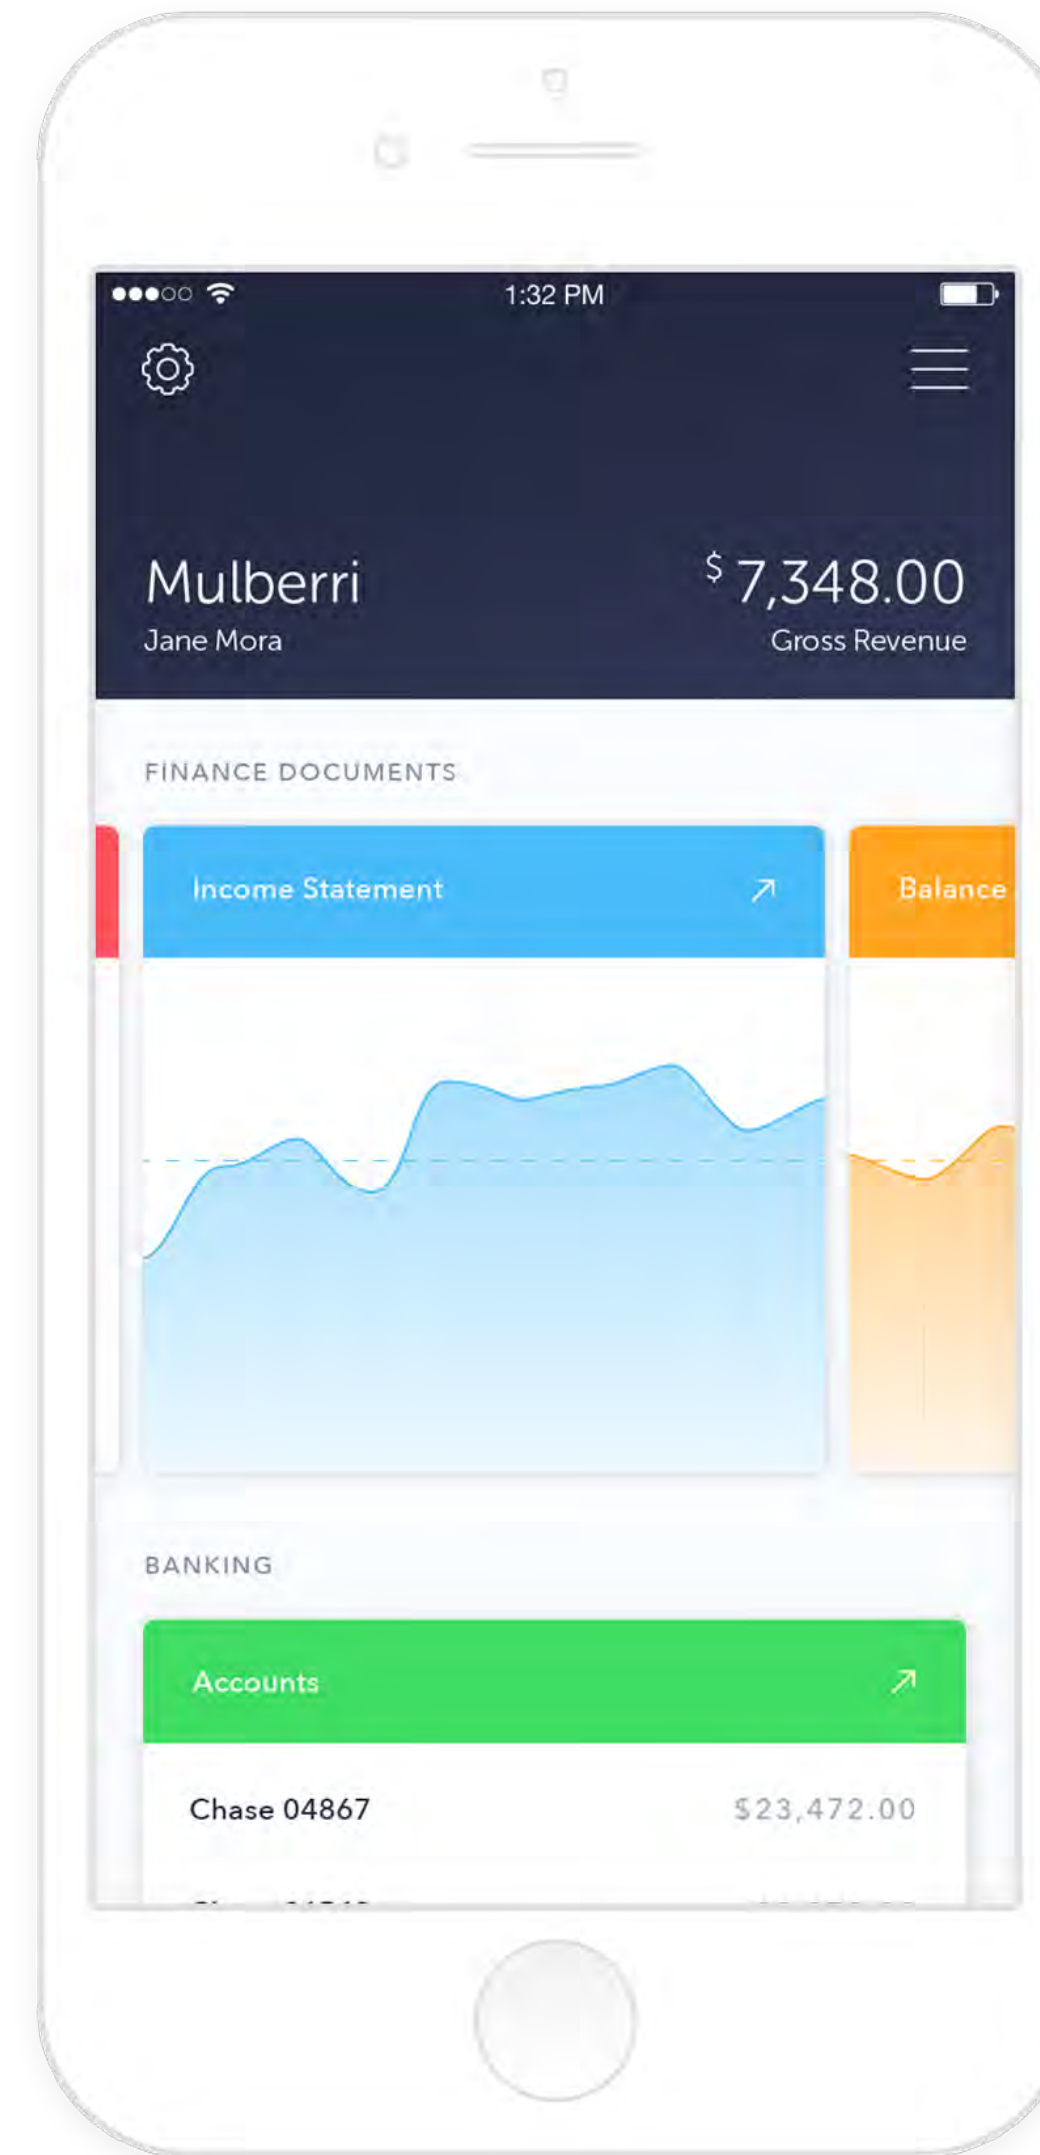 1:32 PM
Mulberri
$ 7,348.00
Jane Mora
Gross Revenue
FINANCE DOCUMENTS
Income Statement
Balance
BANKING
Accounts
Chase 04867
$23,472.00